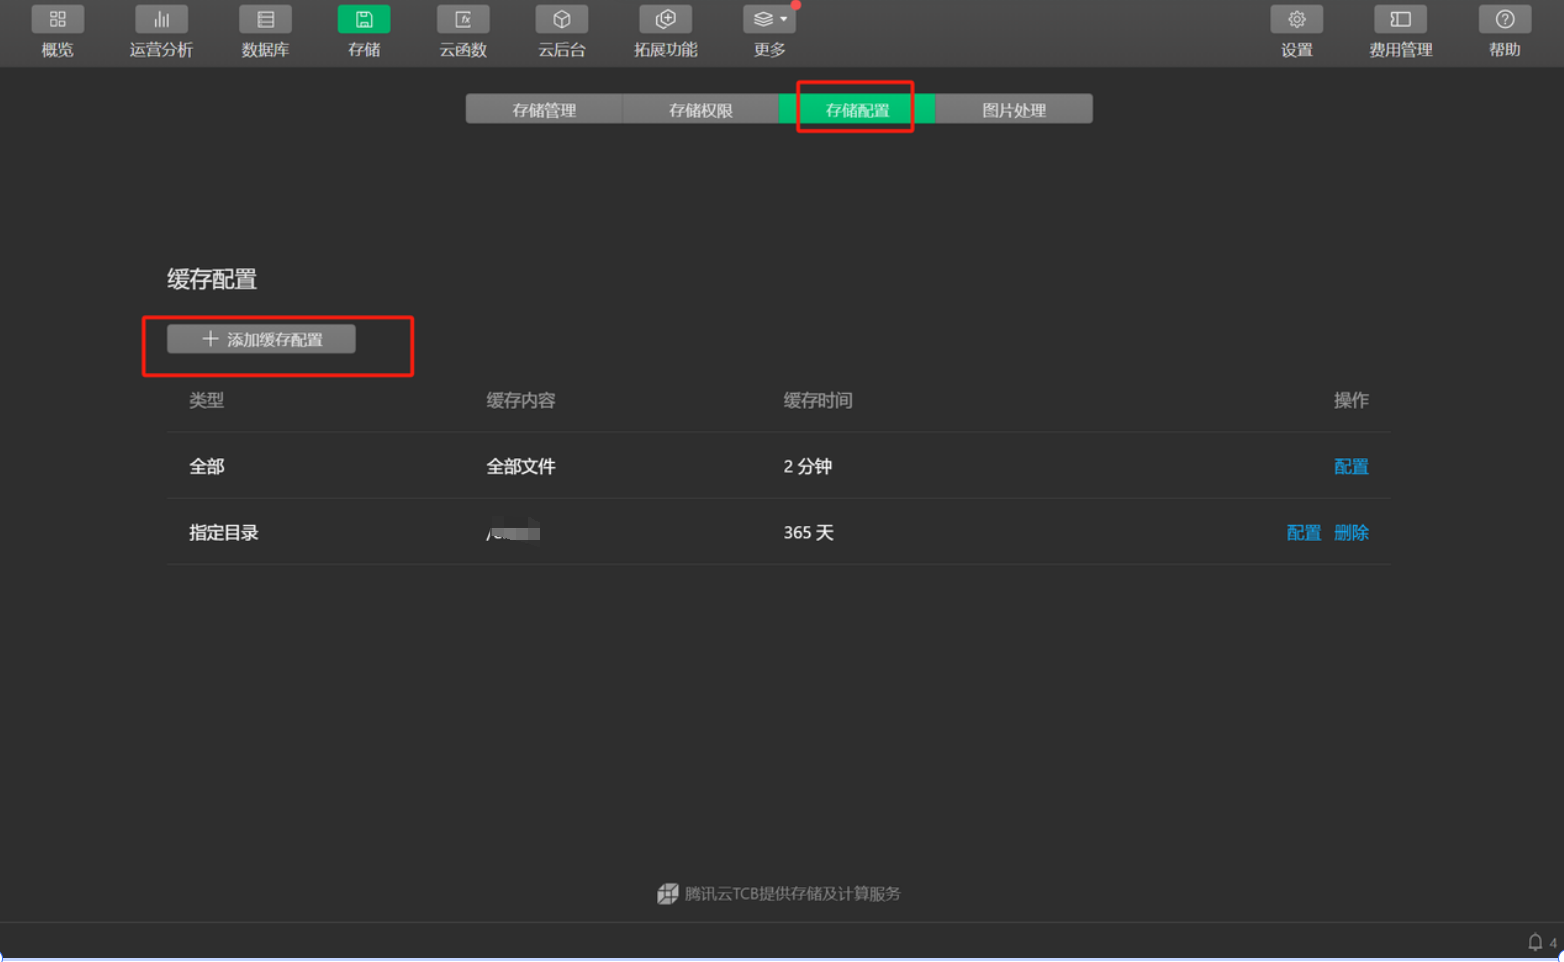 概览 运营分析 数据库 存储 云函数 云后台 拓展功能 更多 设置 费用管理 帮助
存储管理 存储权限 存储配置 图片处理
缓存配置
添加缓存配置
类型 缓存内容 缓存时间 操作
全部 全部文件 2 分钟 配置
指定目录 / 365 天 配置 删除
腾讯云TCB提供存储及计算服务
4